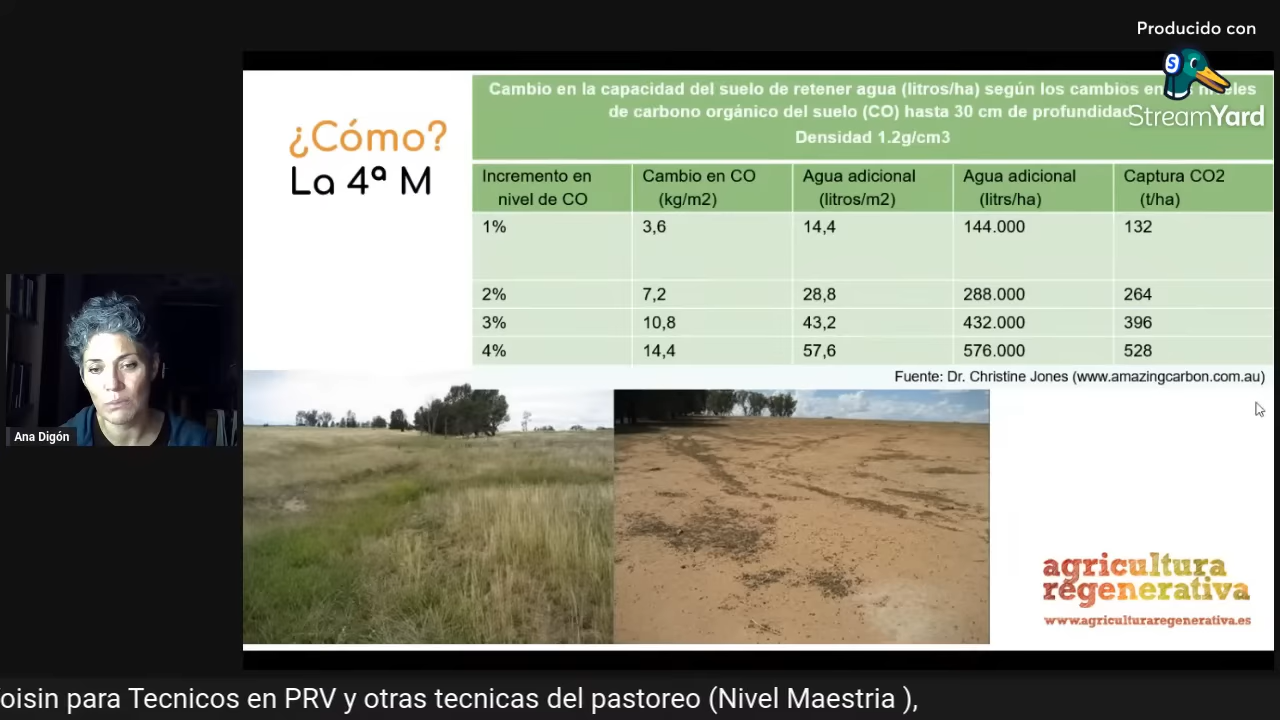 Producido con
StreamYard
¿Cómo?
La 4ª M
Cambio en la capacidad del suelo de retener agua (litros/ha) según los cambios en
de carbono orgánico del suelo (CO) hasta 30 cm de profundidad
Densidad 1.2g/cm3
Incremento en nivel de CO
Cambio en CO (kg/m2)
Agua adicional (litros/m2)
Agua adicional (litrs/ha)
Captura CO2 (t/ha)
1% 3,6 14,4 144.000 132
2% 7,2 28,8 288.000 264
3% 10,8 43,2 432.000 396
4% 14,4 57,6 576.000 528
Fuente: Dr. Christine Jones (www.amazingcarbon.com.au)
Ana Digón
agricultura
regenerativa
www.agriculturaregenerativa.es
para Tecnicos en PRV y otras tecnicas del pastoreo (Nivel Maestria ),